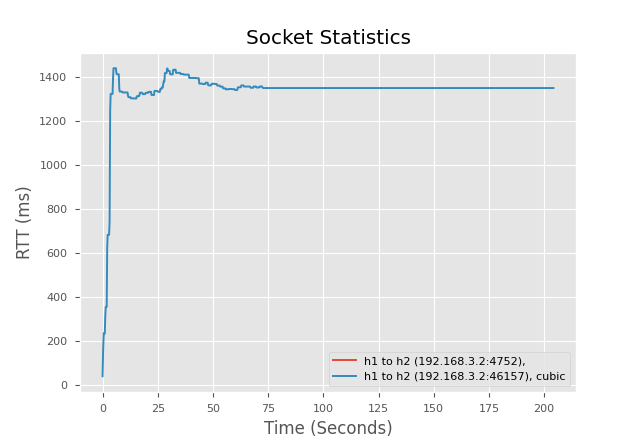 Socket Statistics
1400
1200
1000
800
600
400
200
0
RTT (ms)
h1 to h2 (192.168.3.2:4752),
h1 to h2 (192.168.3.2:46157), cubic
0 25 50 75 100 125 150 175 200
Time (Seconds)